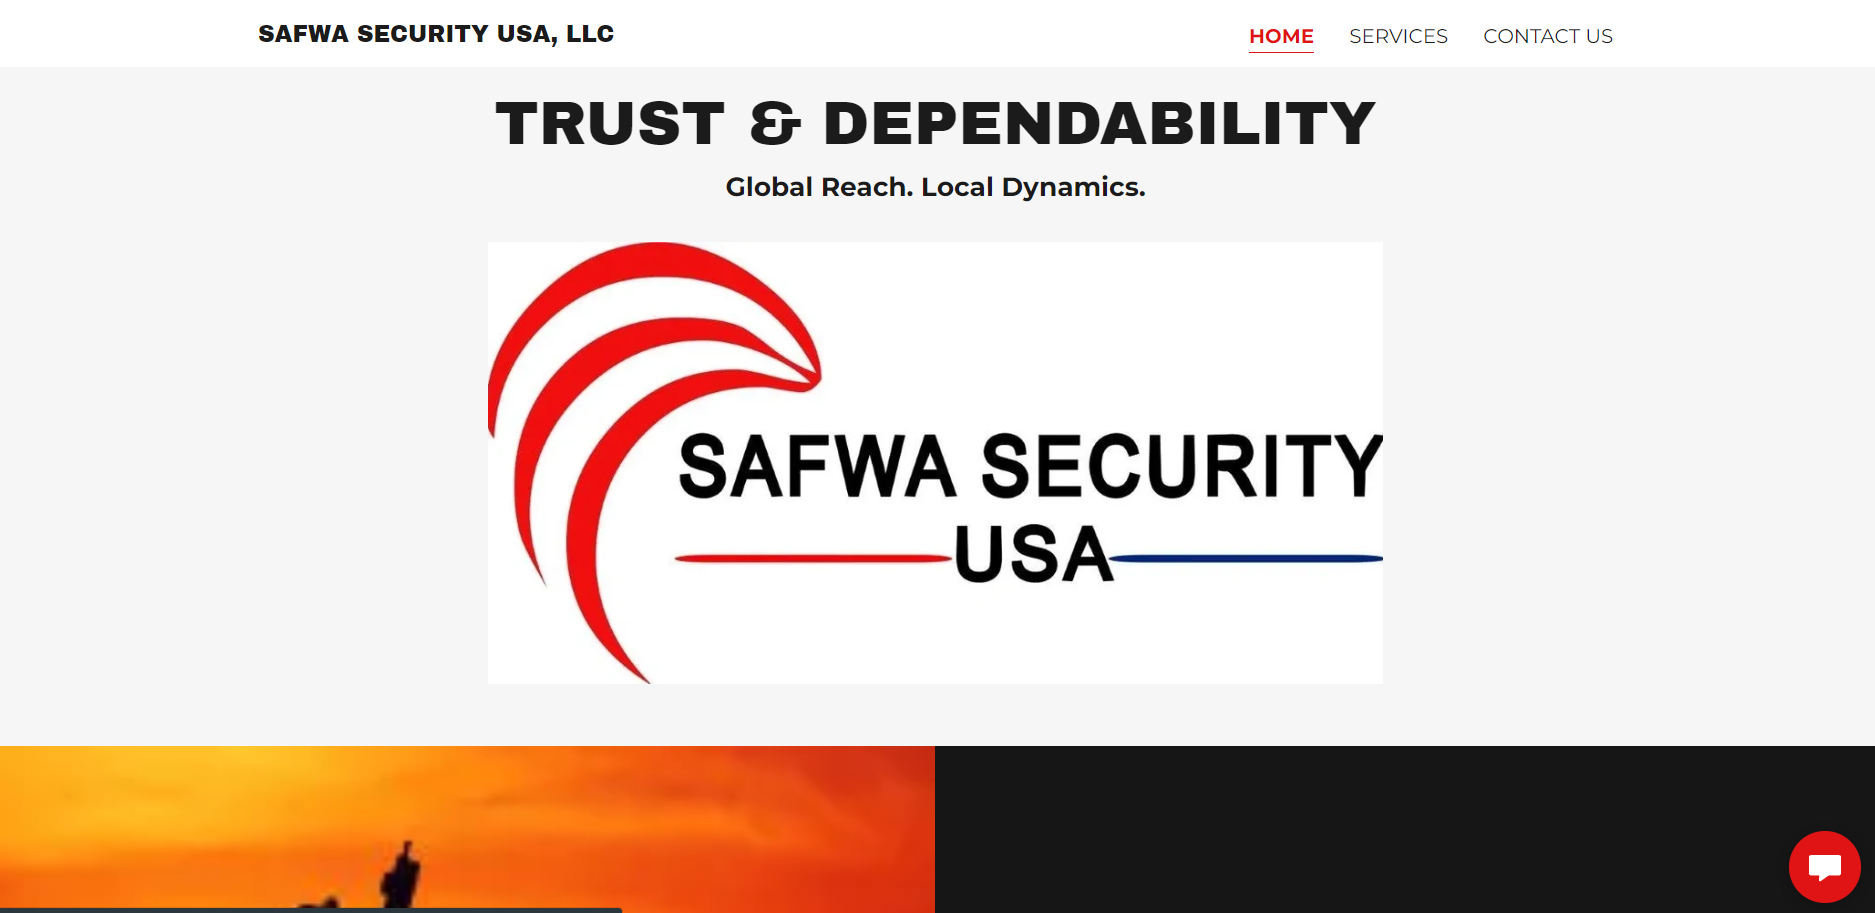 SAFWA SECURITY USA, LLC
HOME SERVICES CONTACT US
TRUST & DEPENDABILITY
Global Reach. Local Dynamics.
SAFWA SECURITY
USA